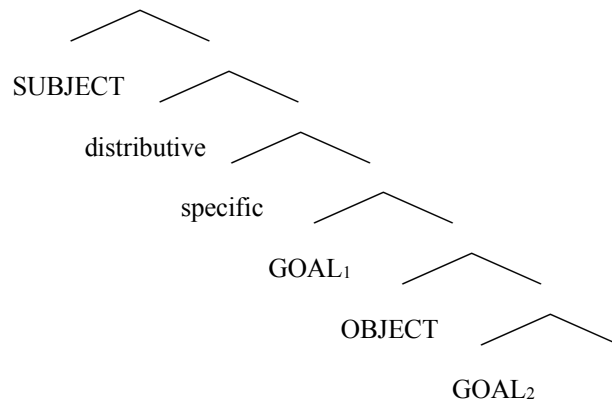 SUBJECT
distributive
specific
GOAL₁
OBJECT
GOAL₂